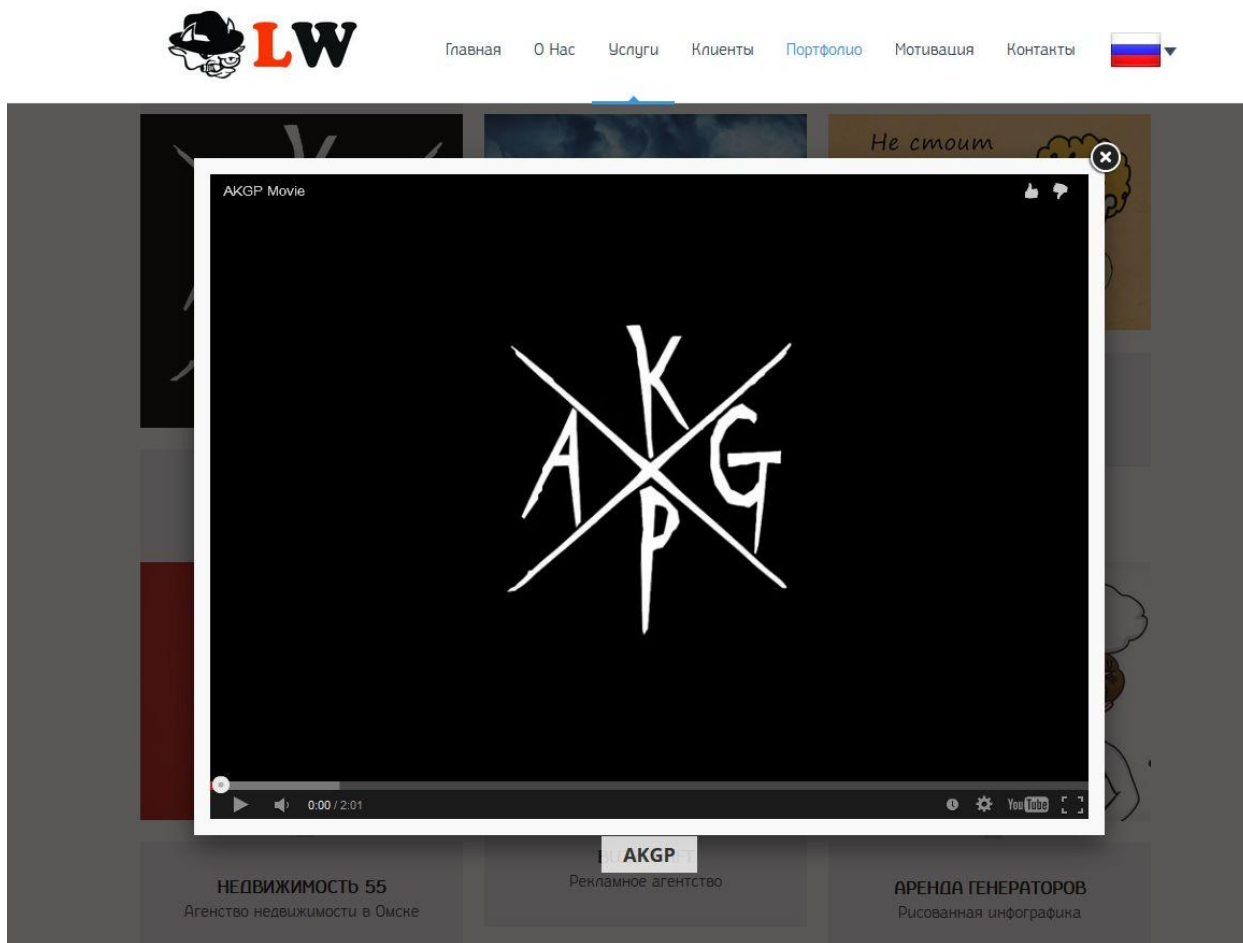 LW
Главная О Нас Услуги Клиенты Портфолио Мотивация Контакты
Не стоит
AKGP Movie
K
A G
P
0:00 / 2:01
YouTube
AKGP
Рекламное агентство
НЕДВИЖИМОСТЬ 55
Агенство недвижимости в Омске
АРЕНДА ГЕНЕРАТОРОВ
Рисованная инфографика